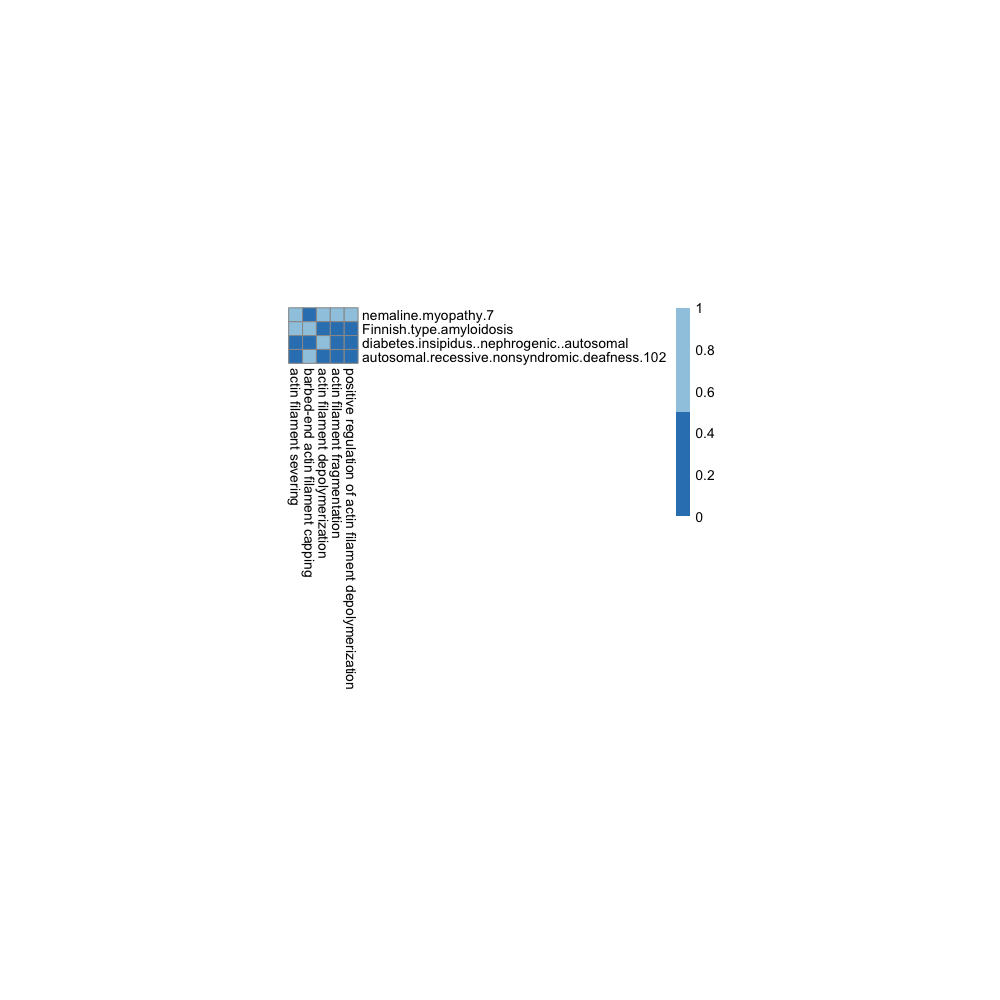 nemaline.myopathy.7
Finnish.type.amyloidosis
diabetes.insipidus..nephrogenic..autosomal
autosomal.recessive.nonsyndromic.deafness.102
actin filament severing
barbed-end actin filament capping
actin filament depolymerization
actin filament fragmentation
positive regulation of actin filament depolymerization
1
0.8
0.6
0.4
0.2
0